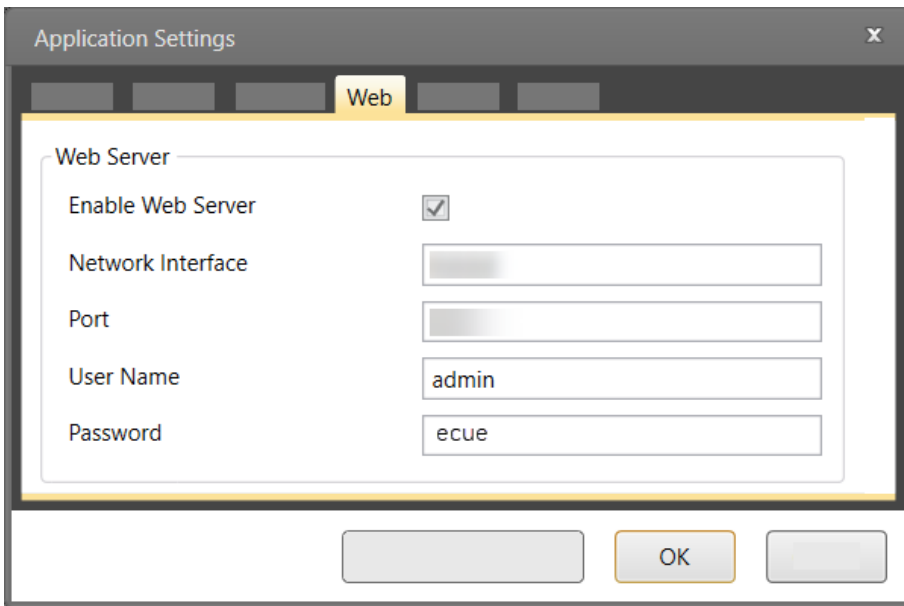 Application Settings
x
Web
Web Server
Enable Web Server
Network Interface
Port
User Name
admin
Password
ecue
OK